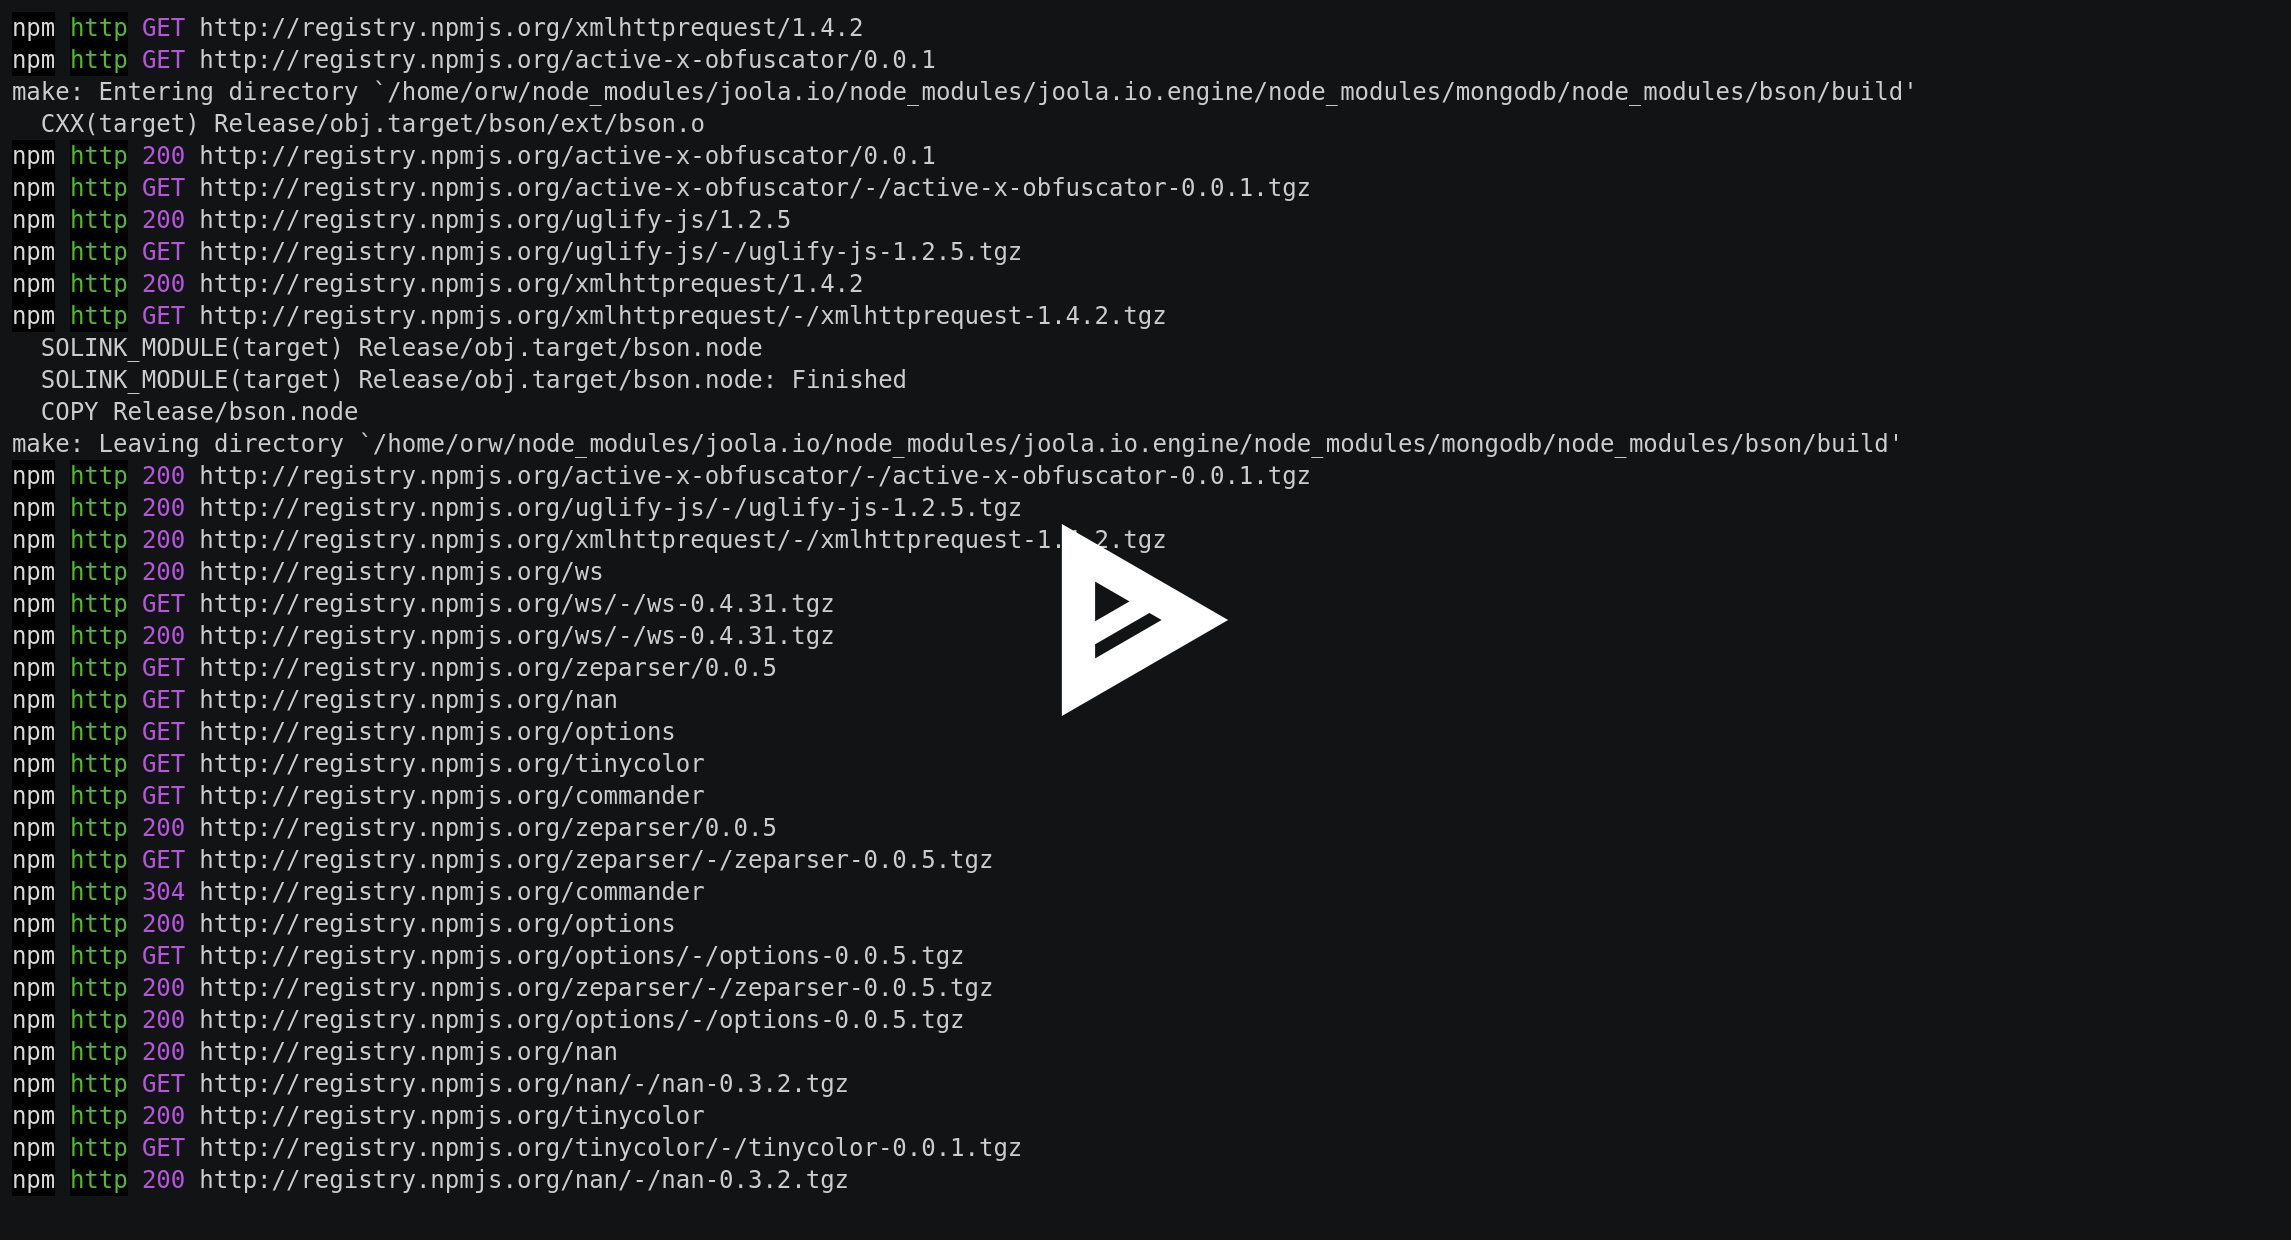 npm http GET http://registry.npmjs.org/xmlhttprequest/1.4.2
npm http GET http://registry.npmjs.org/active-x-obfuscator/0.0.1
make: Entering directory `/home/orw/node_modules/joola.io/node_modules/joola.io.engine/node_modules/mongodb/node_modules/bson/build'
  CXX(target) Release/obj.target/bson/ext/bson.o
npm http 200 http://registry.npmjs.org/active-x-obfuscator/0.0.1
npm http GET http://registry.npmjs.org/active-x-obfuscator/-/active-x-obfuscator-0.0.1.tgz
npm http 200 http://registry.npmjs.org/uglify-js/1.2.5
npm http GET http://registry.npmjs.org/uglify-js/-/uglify-js-1.2.5.tgz
npm http 200 http://registry.npmjs.org/xmlhttprequest/1.4.2
npm http GET http://registry.npmjs.org/xmlhttprequest/-/xmlhttprequest-1.4.2.tgz
  SOLINK_MODULE(target) Release/obj.target/bson.node
  SOLINK_MODULE(target) Release/obj.target/bson.node: Finished
  COPY Release/bson.node
make: Leaving directory `/home/orw/node_modules/joola.io/node_modules/joola.io.engine/node_modules/mongodb/node_modules/bson/build'
npm http 200 http://registry.npmjs.org/active-x-obfuscator/-/active-x-obfuscator-0.0.1.tgz
npm http 200 http://registry.npmjs.org/uglify-js/-/uglify-js-1.2.5.tgz
npm http 200
npm http 200 http://registry.npmjs.org/ws
npm http GET http://registry.npmjs.org/ws/-/ws-0.4.31.tgz
npm http 200 http://registry.npmjs.org/ws/-/ws-0.4.31.tgz
npm http GET http://registry.npmjs.org/zeparser/0.0.5
npm http GET http://registry.npmjs.org/nan
npm http GET http://registry.npmjs.org/options
npm http GET http://registry.npmjs.org/tinycolor
npm http GET http://registry.npmjs.org/commander
npm http 200 http://registry.npmjs.org/zeparser/0.0.5
npm http GET http://registry.npmjs.org/zeparser/-/zeparser-0.0.5.tgz
npm http 304 http://registry.npmjs.org/commander
npm http 200 http://registry.npmjs.org/options
npm http GET http://registry.npmjs.org/options/-/options-0.0.5.tgz
npm http 200 http://registry.npmjs.org/zeparser/-/zeparser-0.0.5.tgz
npm http 200 http://registry.npmjs.org/options/-/options-0.0.5.tgz
npm http 200 http://registry.npmjs.org/nan
npm http GET http://registry.npmjs.org/nan/-/nan-0.3.2.tgz
npm http 200 http://registry.npmjs.org/tinycolor
npm http GET http://registry.npmjs.org/tinycolor/-/tinycolor-0.0.1.tgz
npm http 200 http://registry.npmjs.org/nan/-/nan-0.3.2.tgz